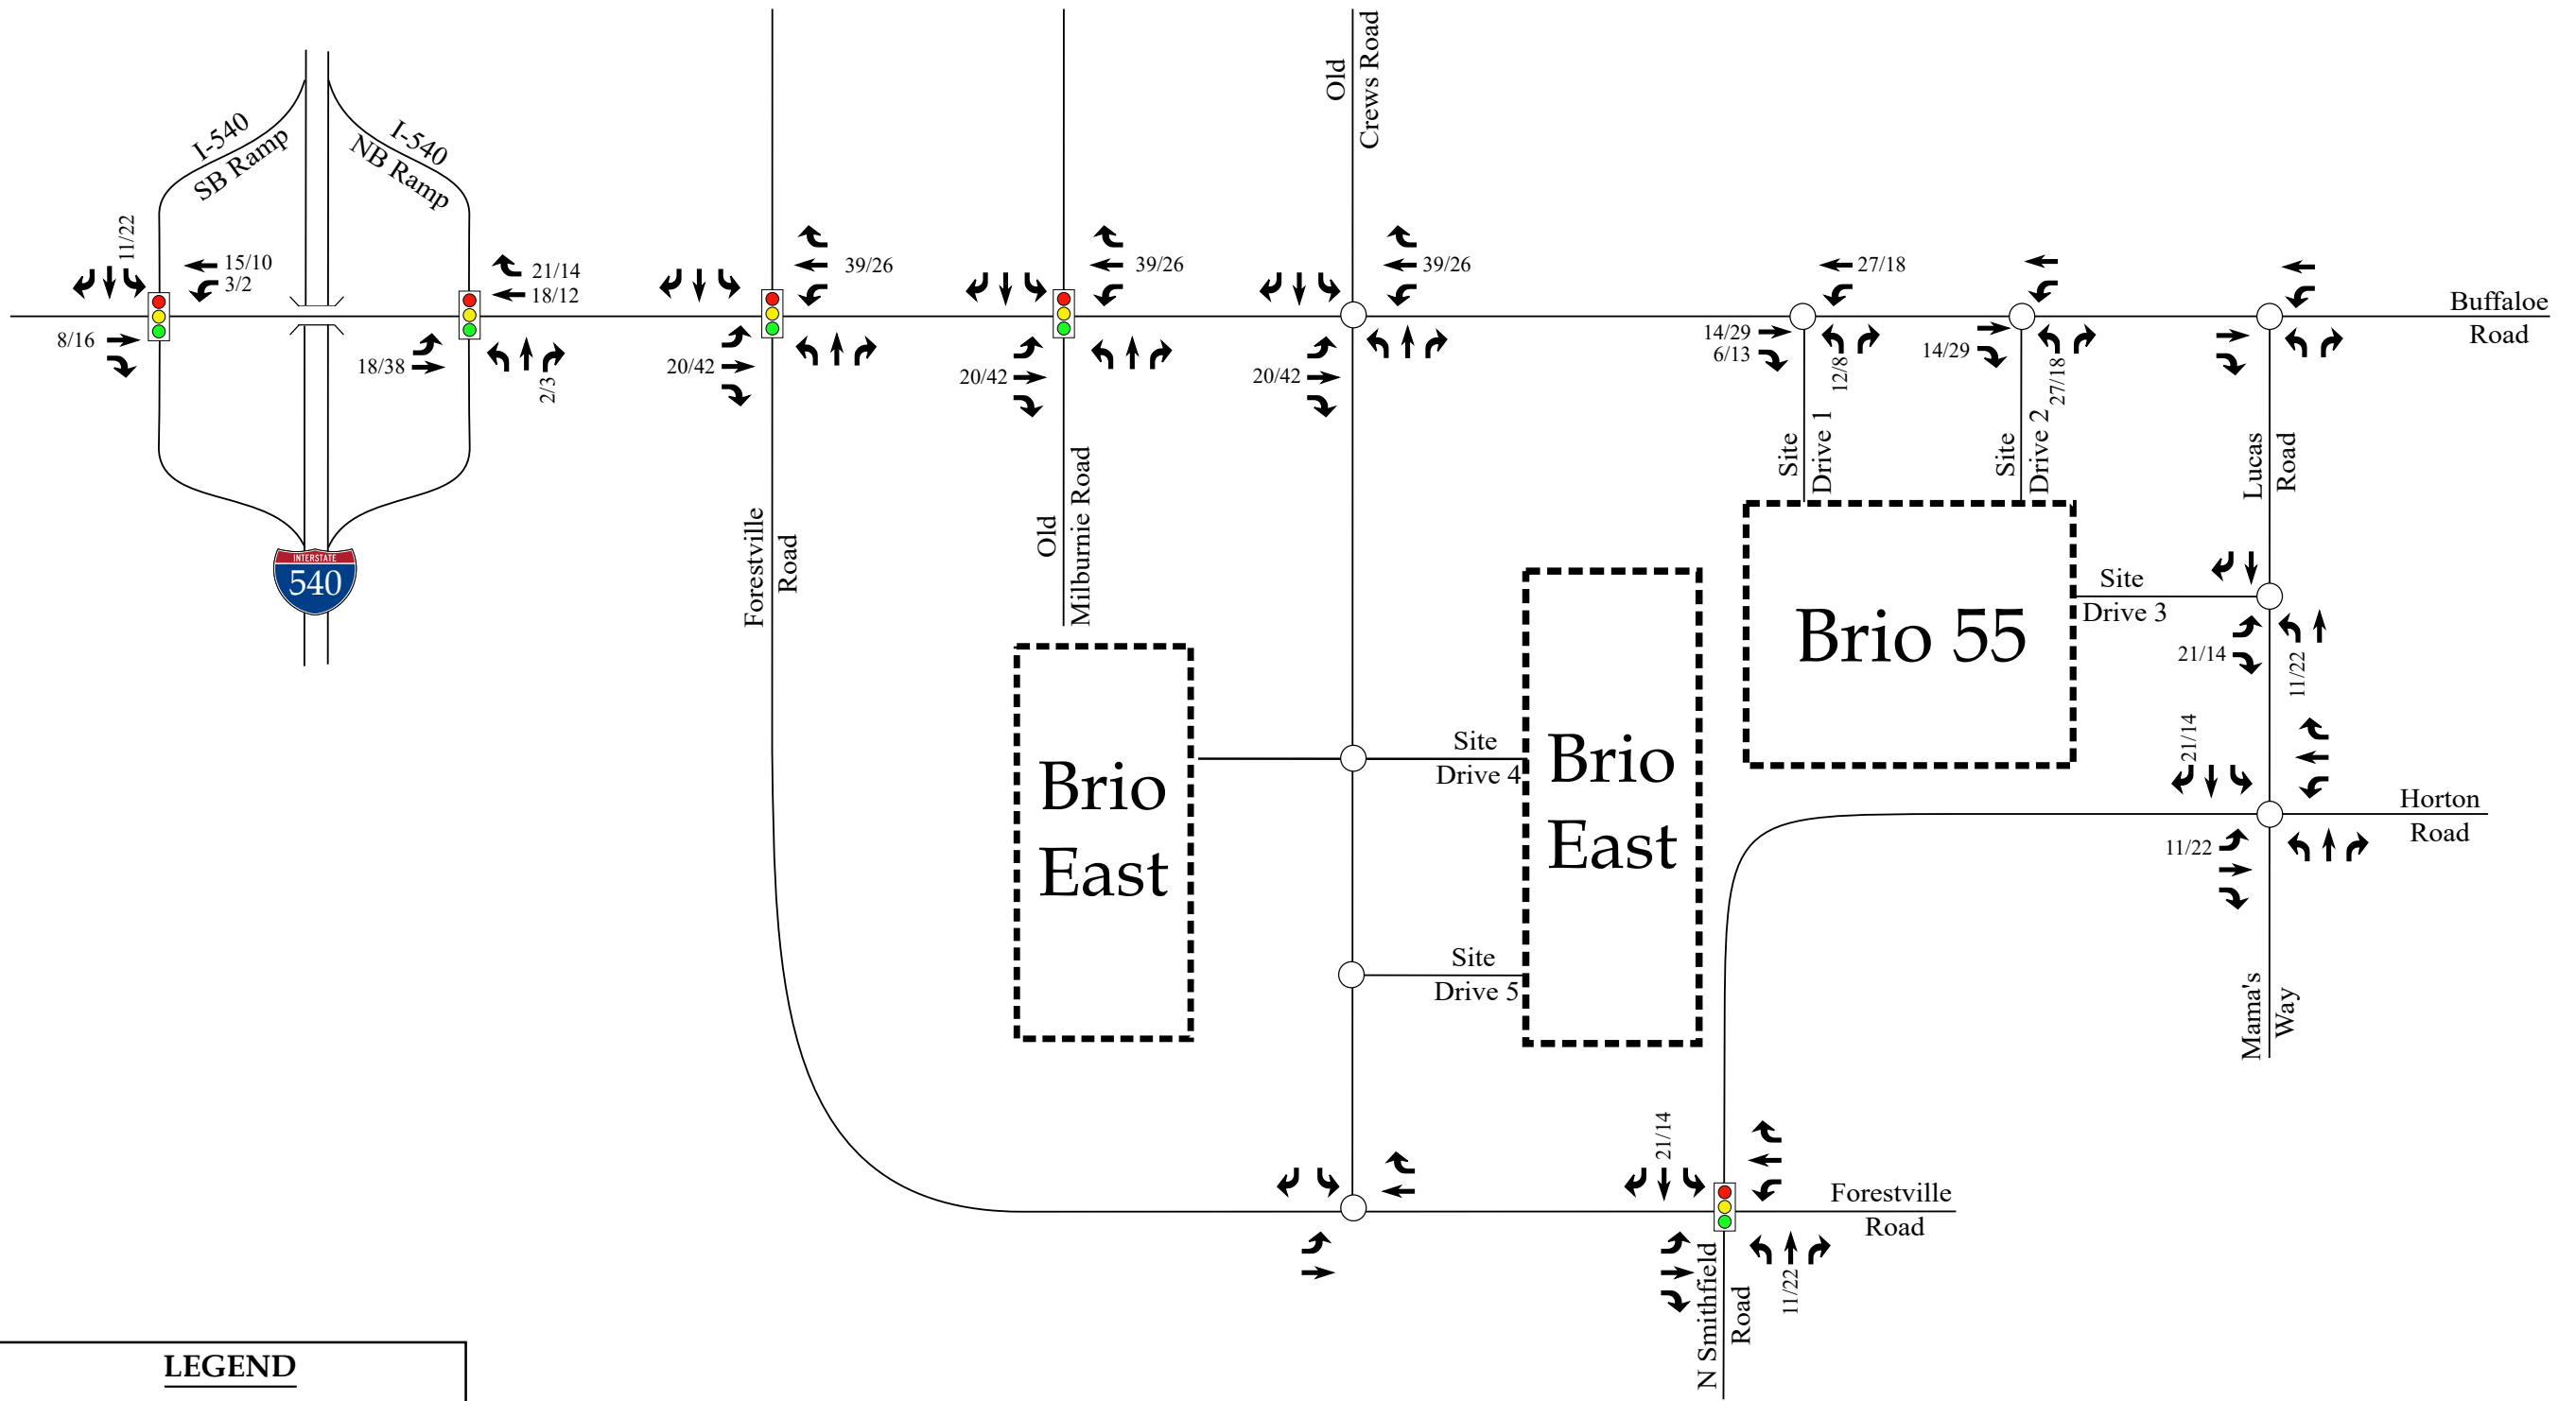 Old
Crews Road
I-540
SB Ramp
I-540
NB Ramp
11/22
15/10
3/2
8/16
21/14
18/12
18/38
2/3
39/26
20/42
39/26
20/42
39/26
20/42
27/18
14/29
6/13
12/8
14/29
27/18
Buffaloe
Road
Site
Drive 1
Site
Drive 2
Lucas
Road
Forestville
Road
Old
Milburnie Road
INTERSTATE
540
Brio 55
Site
Drive 3
21/14
11/22
Brio
East
Site
Drive 4
Brio
East
21/14
11/22
Horton
Road
Site
Drive 5
Mama's
Way
21/14
Forestville
Road
11/22
N Smithfield
Road
LEGEND